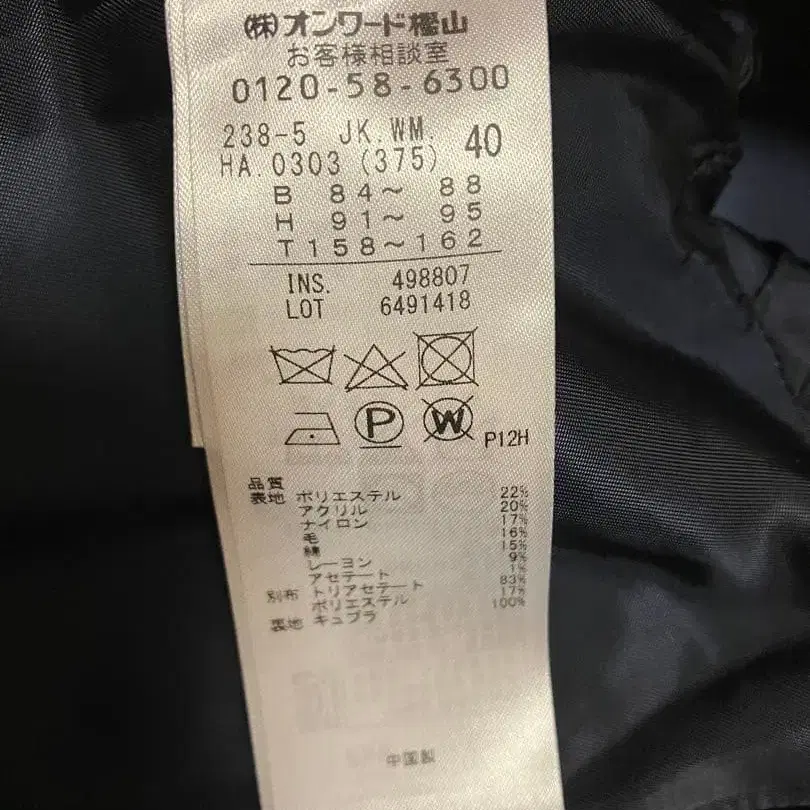 ㈱オンワード樫山
お客様相談室
0120-58-6300
238-5 JK.WM 40
HA.0303 (375)
B 84～ 88
H 91～ 95
T158～162
INS. 498807
LOT 6491418
P W P12H
品質
表地 ポリエステル 22%
アクリル 20%
ナイロン 17%
毛 16%
綿 15%
レーヨン 9%
アセテート 1%
別布 トリアセテート 83%
ポリエステル 17%
裏地 キュプラ 100%
中国製